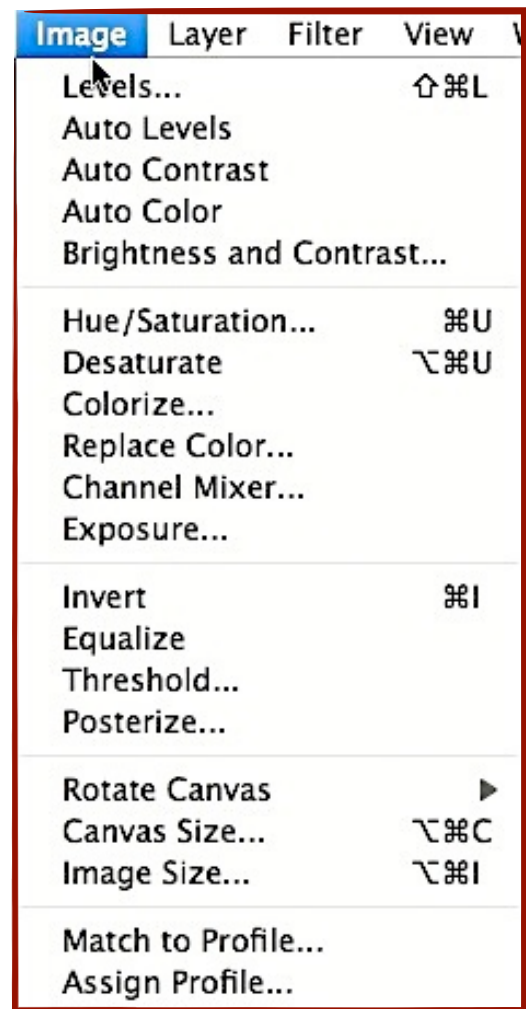 Image Layer Filter View
Levels... ⇧⌘L
Auto Levels
Auto Contrast
Auto Color
Brightness and Contrast...
Hue/Saturation... ⌘U
Desaturate ⌥⌘U
Colorize...
Replace Color...
Channel Mixer...
Exposure...
Invert ⌘I
Equalize
Threshold...
Posterize...
Rotate Canvas ▶
Canvas Size... ⌥⌘C
Image Size... ⌥⌘I
Match to Profile...
Assign Profile...